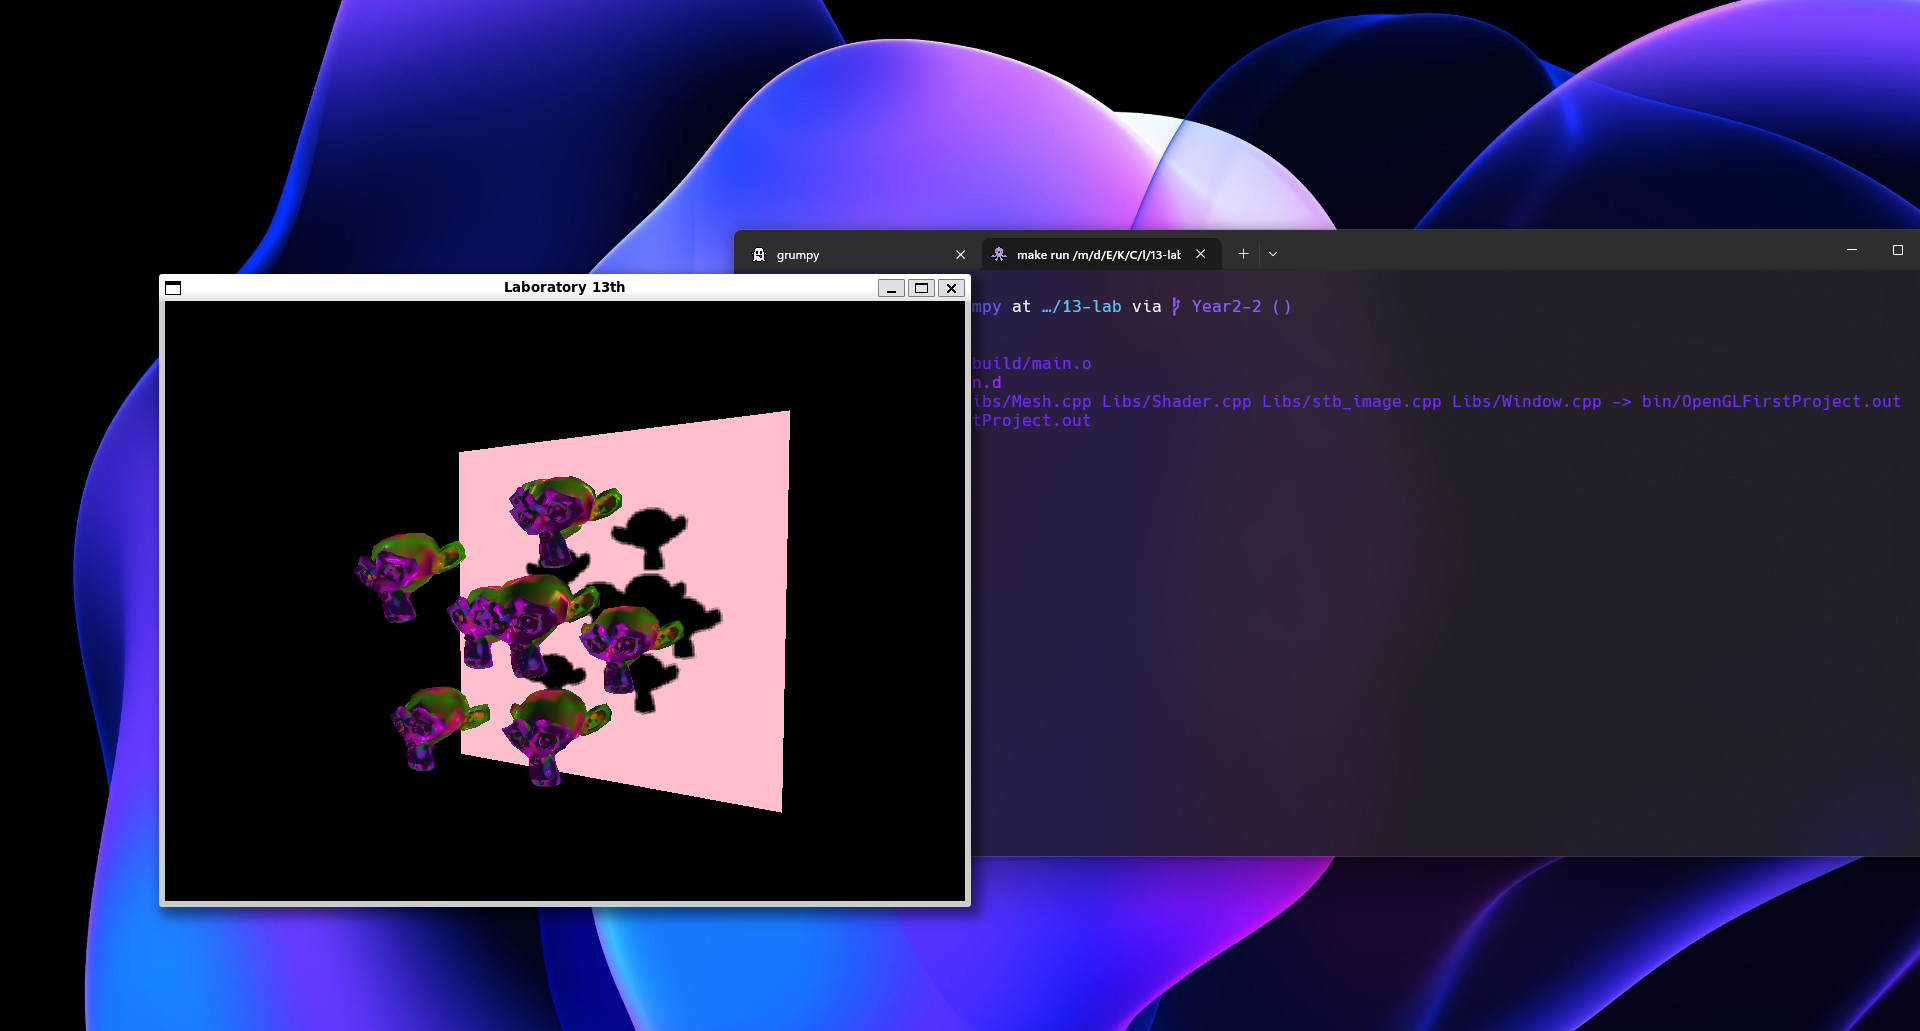 grumpy
make run /m/d/E/K/C/l/13-lab
Laboratory 13th
mpy at …/13-lab via Year2-2 ()
build/main.o
n.d
ibs/Mesh.cpp Libs/Shader.cpp Libs/stb_image.cpp Libs/Window.cpp -> bin/OpenGLFirstProject.out
tProject.out